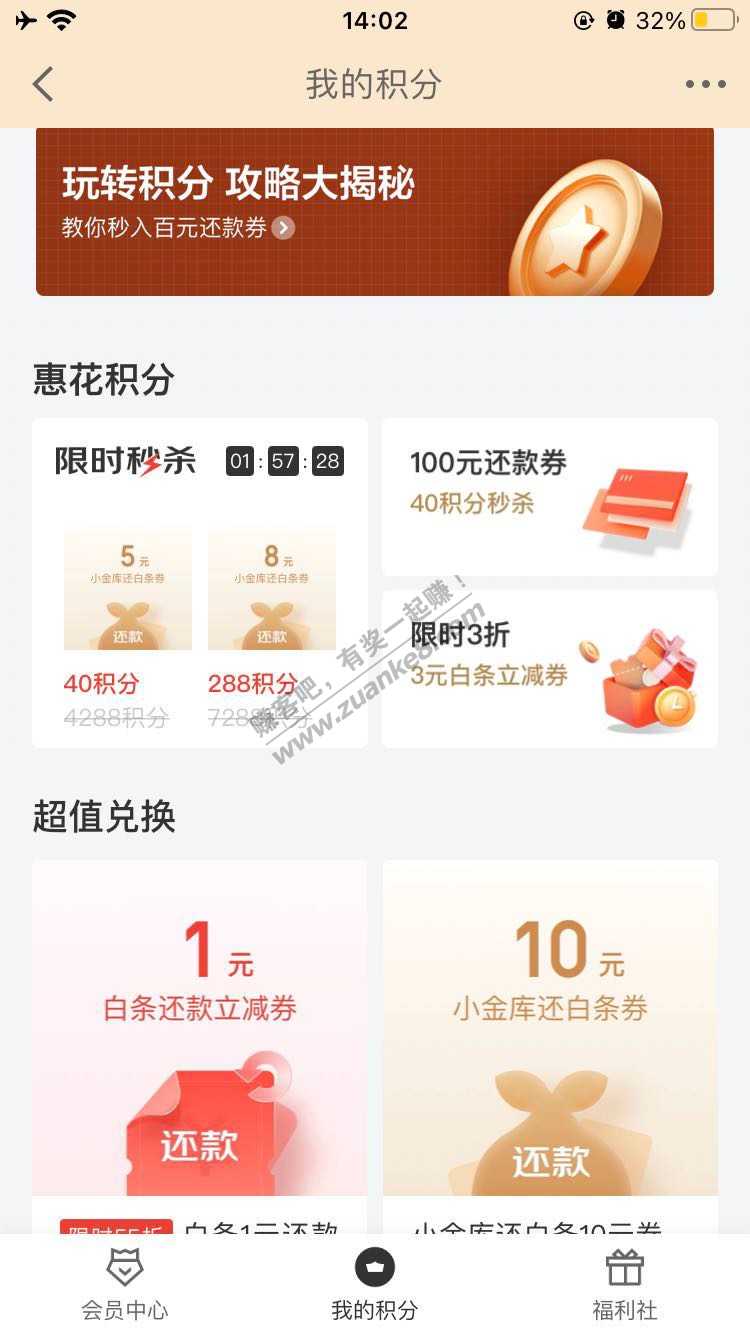 14:02
32%
我的积分
玩转积分 攻略大揭秘
教你秒入百元还款券
惠花积分
限时秒杀 01:57:28
5元
小金库还白条券
还款
40积分
4288积分
8元
小金库还白条券
还款
288积分
7288积分
100元还款券
40积分秒杀
限时3折
3元白条立减券
赚客吧,有奖一起赚!
www.zuanke8.com
超值兑换
1元
白条还款立减券
还款
限时55折 白条1元还款
10元
小金库还白条券
还款
小金库还白条10元券
会员中心
我的积分
福利社